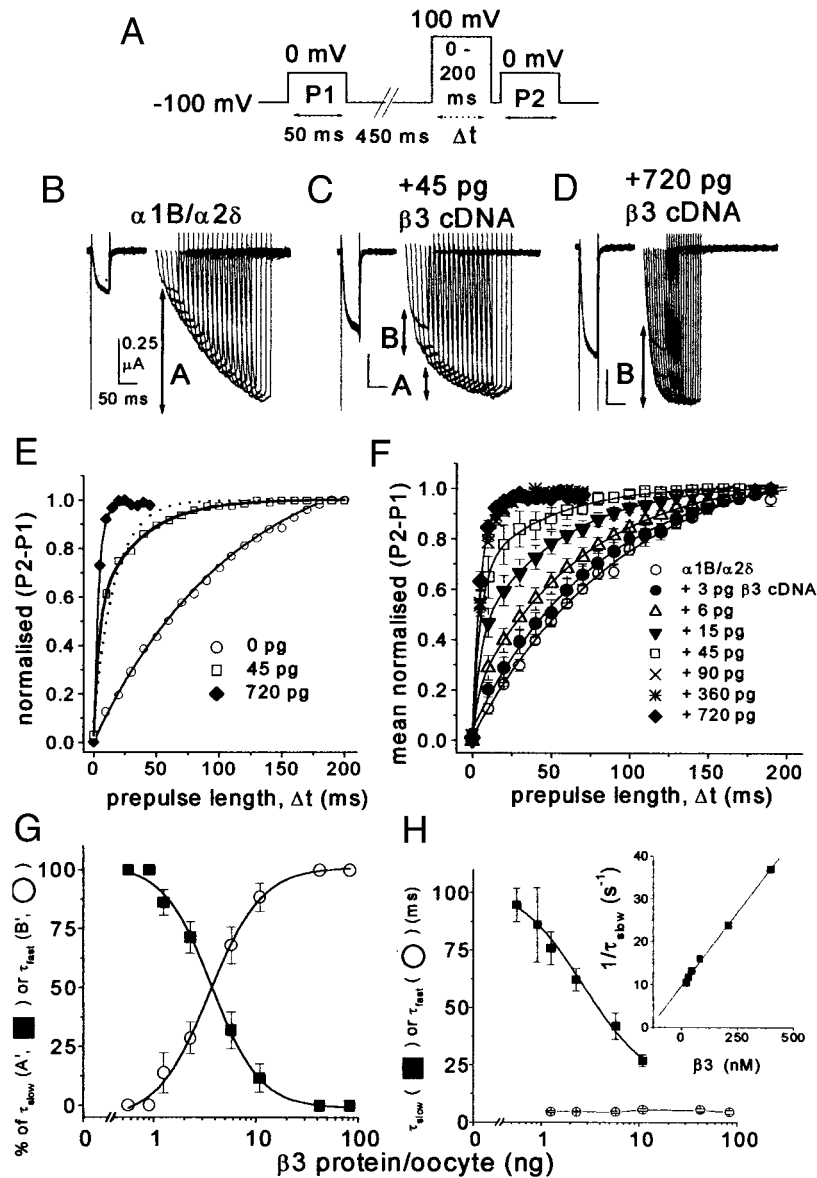 A
100 mV
0 mV
0 -
200
ms
0 mV
-100 mV
P1
P2
50 ms
450 ms
Δt
B
α1B/α2δ
C
+45 pg
β3 cDNA
D
+720 pg
β3 cDNA
0.25
μA
50 ms
A
B
A
B
E
normalised (P2-P1)
1.0
0.8
0.6
0.4
0.2
0.0
0 pg
45 pg
720 pg
0
50
100
150
200
prepulse length, Δt (ms)
F
mean normalised (P2-P1)
1.0
0.8
0.6
0.4
0.2
0.0
α1B/α2δ
+ 3 pg β3 cDNA
+ 6 pg
+ 15 pg
+ 45 pg
+ 90 pg
+ 360 pg
+ 720 pg
0
50
100
150
200
prepulse length, Δt (ms)
G
% of τslow (A', ) or τfast (B', )
100
75
50
25
0
0
1
10
100
H
τslow ( ) or τfast ( ) (ms)
100
75
50
25
0
0
1
10
100
1/τslow (s⁻¹)
40
30
20
10
0
0
200
400
β3 (nM)
β3 protein/oocyte (ng)